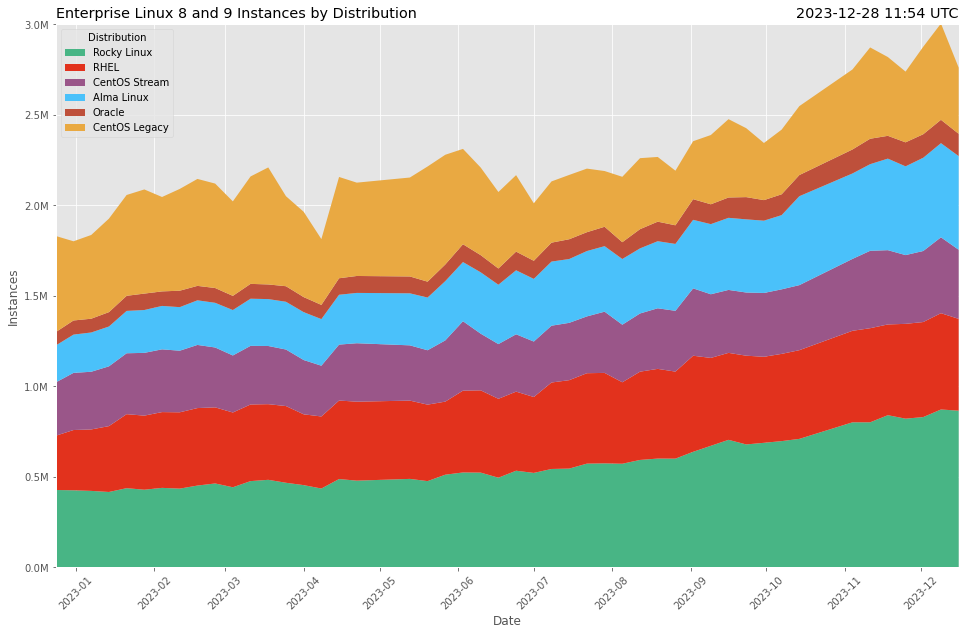 Enterprise Linux 8 and 9 Instances by Distribution
2023-12-28 11:54 UTC
Distribution
Rocky Linux
RHEL
CentOS Stream
Alma Linux
Oracle
CentOS Legacy
3.0M
2.5M
2.0M
1.5M
1.0M
0.5M
0.0M
Instances
2023-01
2023-02
2023-03
2023-04
2023-05
2023-06
2023-07
2023-08
2023-09
2023-10
2023-11
2023-12
Date